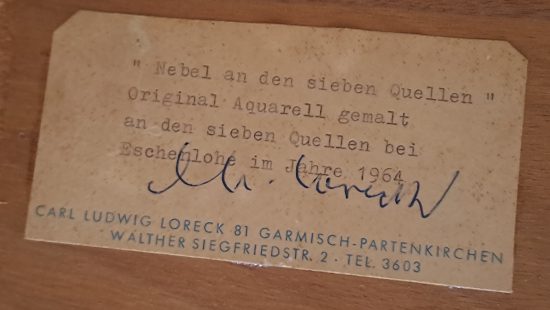 " Nebel an den sieben Quellen "
Original Aquarell gemalt
an den sieben Quellen bei
Eschenlohe im Jahre 1964
Loreck
CARL LUDWIG LORECK 81 GARMISCH-PARTENKIRCHEN
WALTHER SIEGFRIEDSTR. 2 · TEL. 3603